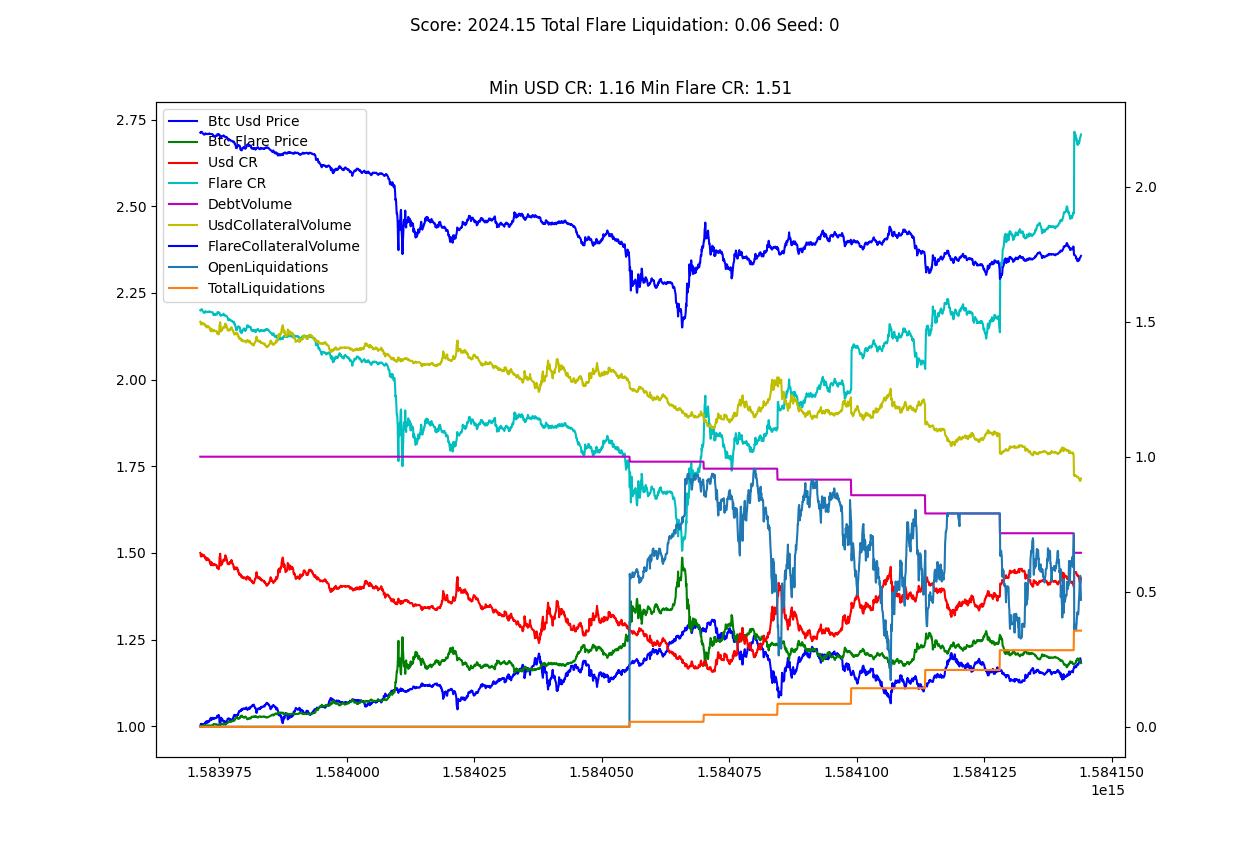 Score: 2024.15 Total Flare Liquidation: 0.06 Seed: 0
Min USD CR: 1.16 Min Flare CR: 1.51
Btc Usd Price
Btc Flare Price
Usd CR
Flare CR
DebtVolume
UsdCollateralVolume
FlareCollateralVolume
OpenLiquidations
TotalLiquidations
2.75
2.50
2.25
2.00
1.75
1.50
1.25
1.00
2.0
1.5
1.0
0.5
0.0
1.583975 1.584000 1.584025 1.584050 1.584075 1.584100 1.584125 1.584150
1e15